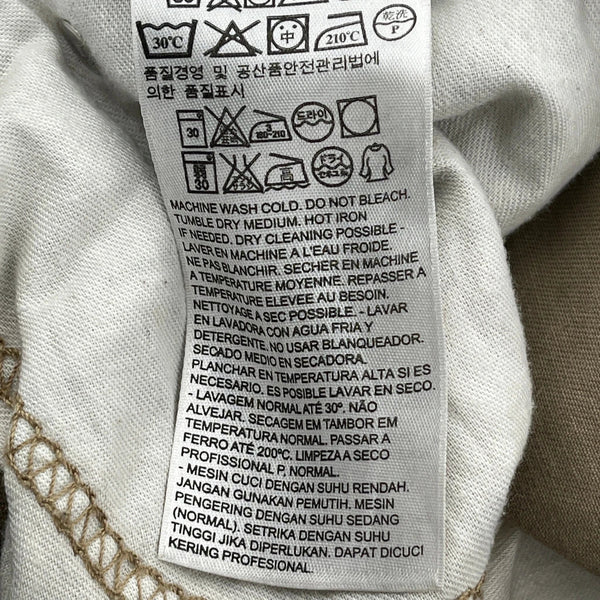 30°C 中 210°C 乾洗 P
품질경영 및 공산품안전관리법에
의한 품질표시
30 180-210 드라이
30 ドライ
MACHINE WASH COLD. DO NOT BLEACH.
TUMBLE DRY MEDIUM. HOT IRON
IF NEEDED. DRY CLEANING POSSIBLE -
LAVER EN MACHINE A L'EAU FROIDE.
NE PAS BLANCHIR. SECHER EN MACHINE
A TEMPERATURE MOYENNE. REPASSER A
TEMPERATURE ELEVEE AU BESOIN.
NETTOYAGE A SEC POSSIBLE. - LAVAR
EN LAVADORA CON AGUA FRIA Y
DETERGENTE. NO USAR BLANQUEADOR.
SECADO MEDIO EN SECADORA.
PLANCHAR EN TEMPERATURA ALTA SI ES
NECESARIO. ES POSIBLE LAVAR EN SECO.
- LAVAGEM NORMAL ATÉ 30º. NÃO
ALVEJAR. SECAGEM EM TAMBOR EM
TEMPERATURA NORMAL. PASSAR A
FERRO ATÉ 200ºC. LIMPEZA A SECO
PROFISSIONAL P, NORMAL.
- MESIN CUCI DENGAN SUHU RENDAH.
JANGAN GUNAKAN PEMUTIH. MESIN
PENGERING DENGAN SUHU SEDANG
(NORMAL). SETRIKA DENGAN SUHU
TINGGI JIKA DIPERLUKAN. DAPAT DICUCI
KERING PROFESIONAL.